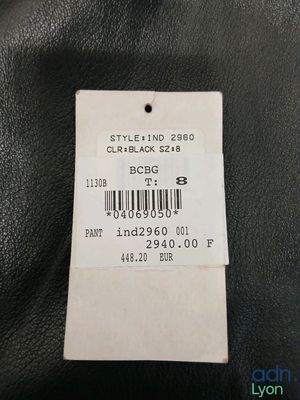 STYLE:IND 2960
CLR:BLACK SZ:8
BCBG
1130B T: 8
*04069050*
PANT ind2960 001
2940.00 F
448.20 EUR
adn.
Lyon